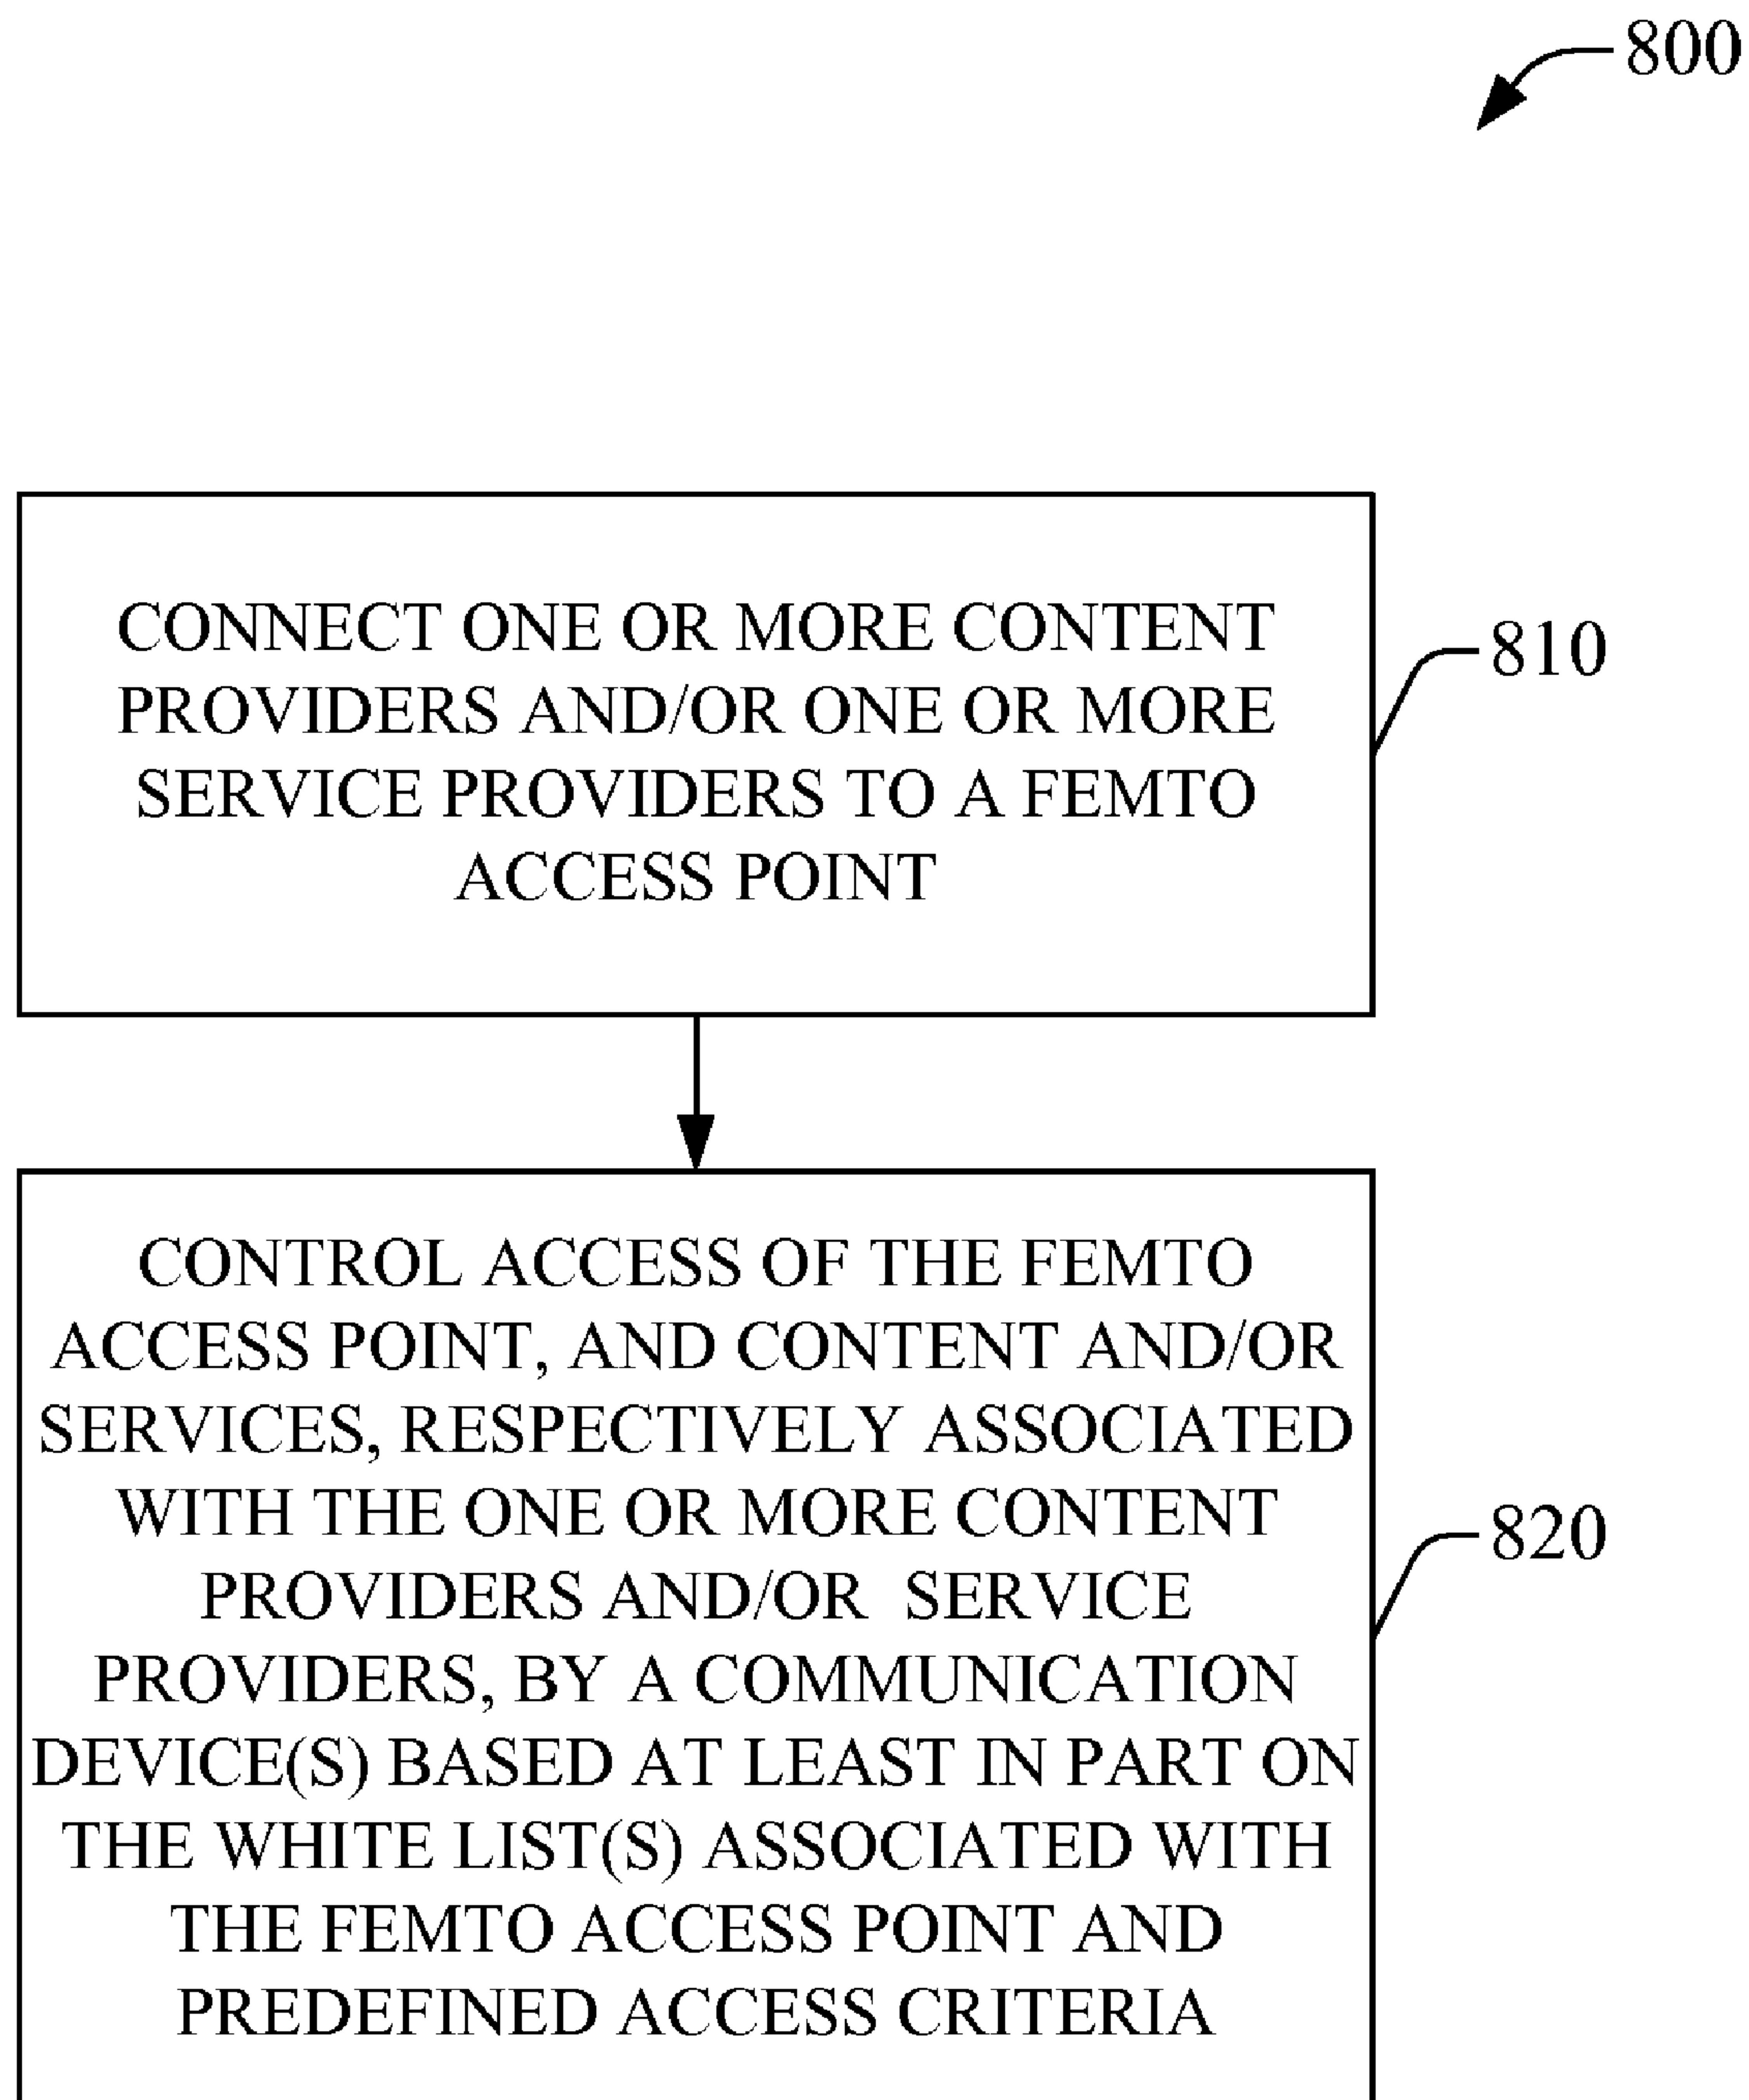 800
CONNECT ONE OR MORE CONTENT
PROVIDERS AND/OR ONE OR MORE
SERVICE PROVIDERS TO A FEMTO
ACCESS POINT
810
CONTROL ACCESS OF THE FEMTO
ACCESS POINT, AND CONTENT AND/OR
SERVICES, RESPECTIVELY ASSOCIATED
WITH THE ONE OR MORE CONTENT
PROVIDERS AND/OR SERVICE
PROVIDERS, BY A COMMUNICATION
DEVICE(S) BASED AT LEAST IN PART ON
THE WHITE LIST(S) ASSOCIATED WITH
THE FEMTO ACCESS POINT AND
PREDEFINED ACCESS CRITERIA
820